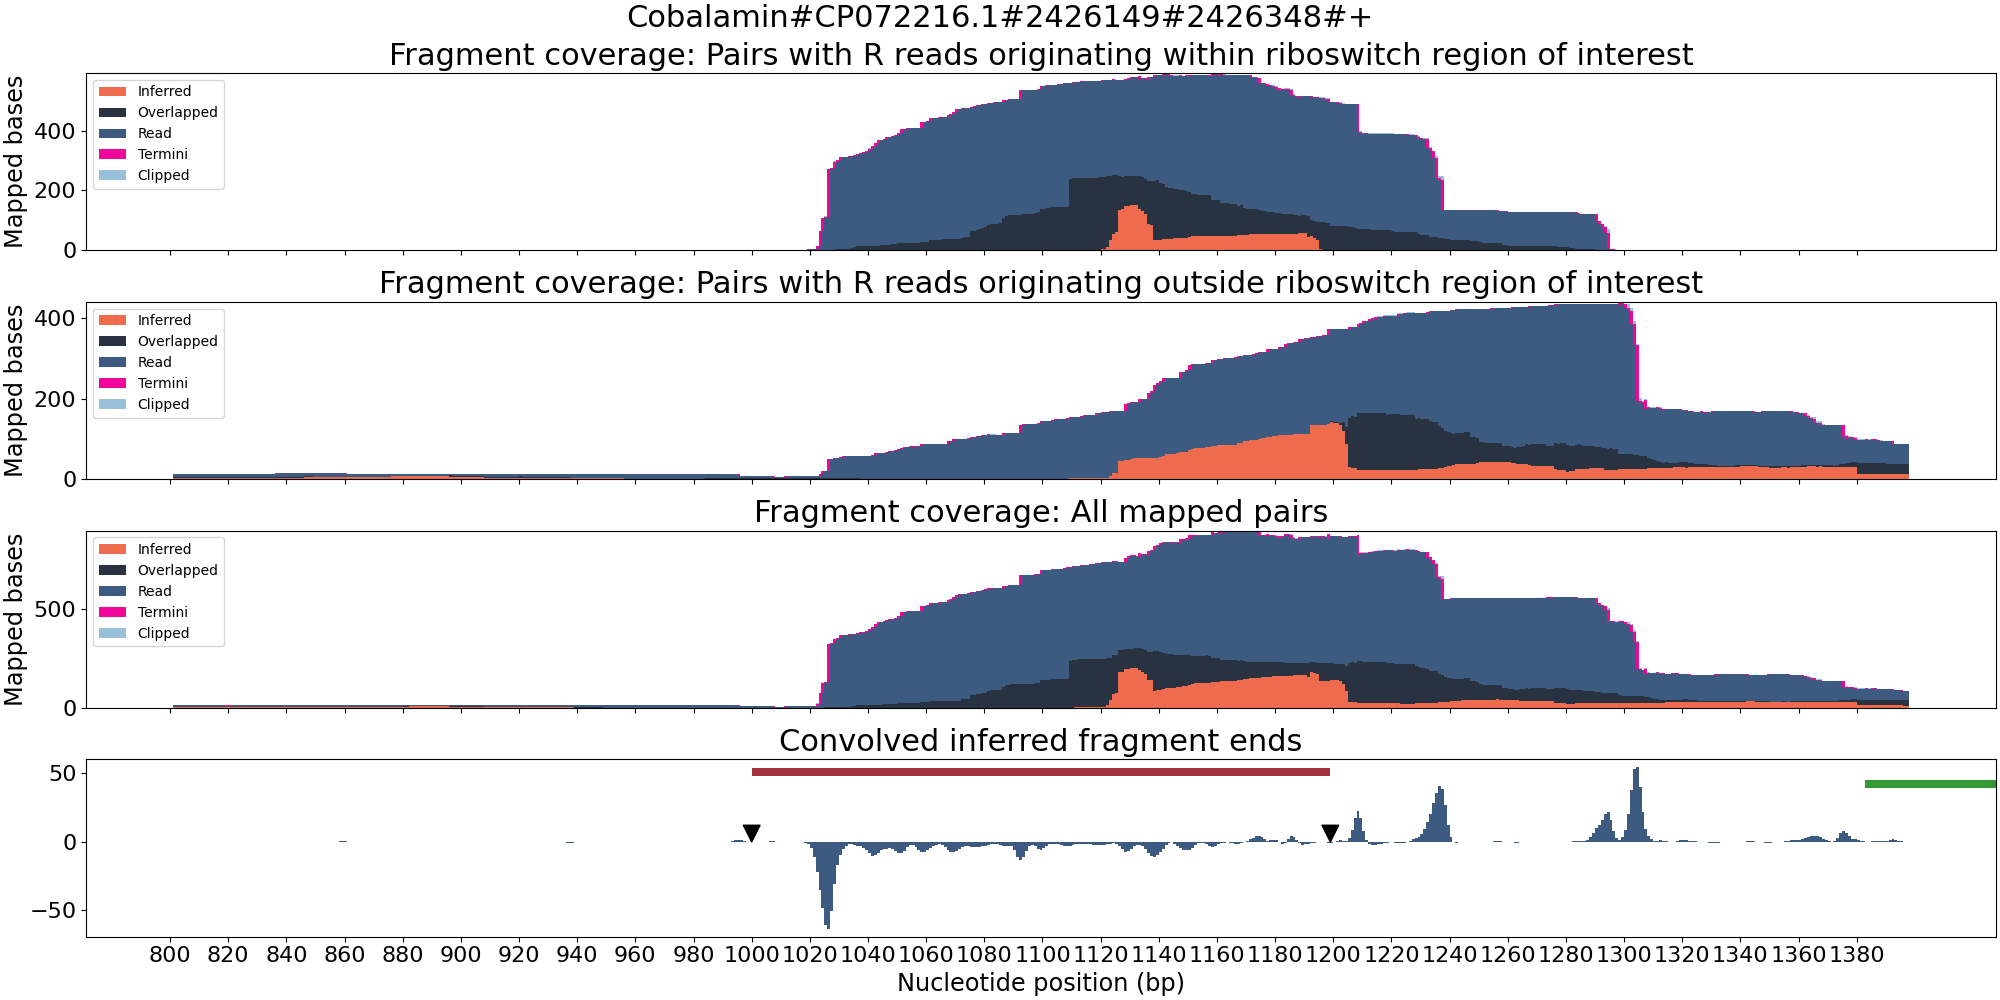 Cobalamin#CP072216.1#2426149#2426348#+
Fragment coverage: Pairs with R reads originating within riboswitch region of interest
Mapped bases
400
200
0
Inferred
Overlapped
Read
Termini
Clipped
Fragment coverage: Pairs with R reads originating outside riboswitch region of interest
Mapped bases
400
200
0
Inferred
Overlapped
Read
Termini
Clipped
Fragment coverage: All mapped pairs
Mapped bases
500
0
Inferred
Overlapped
Read
Termini
Clipped
Convolved inferred fragment ends
50
0
−50
800 820 840 860 880 900 920 940 960 980 1000 1020 1040 1060 1080 1100 1120 1140 1160 1180 1200 1220 1240 1260 1280 1300 1320 1340 1360 1380
Nucleotide position (bp)